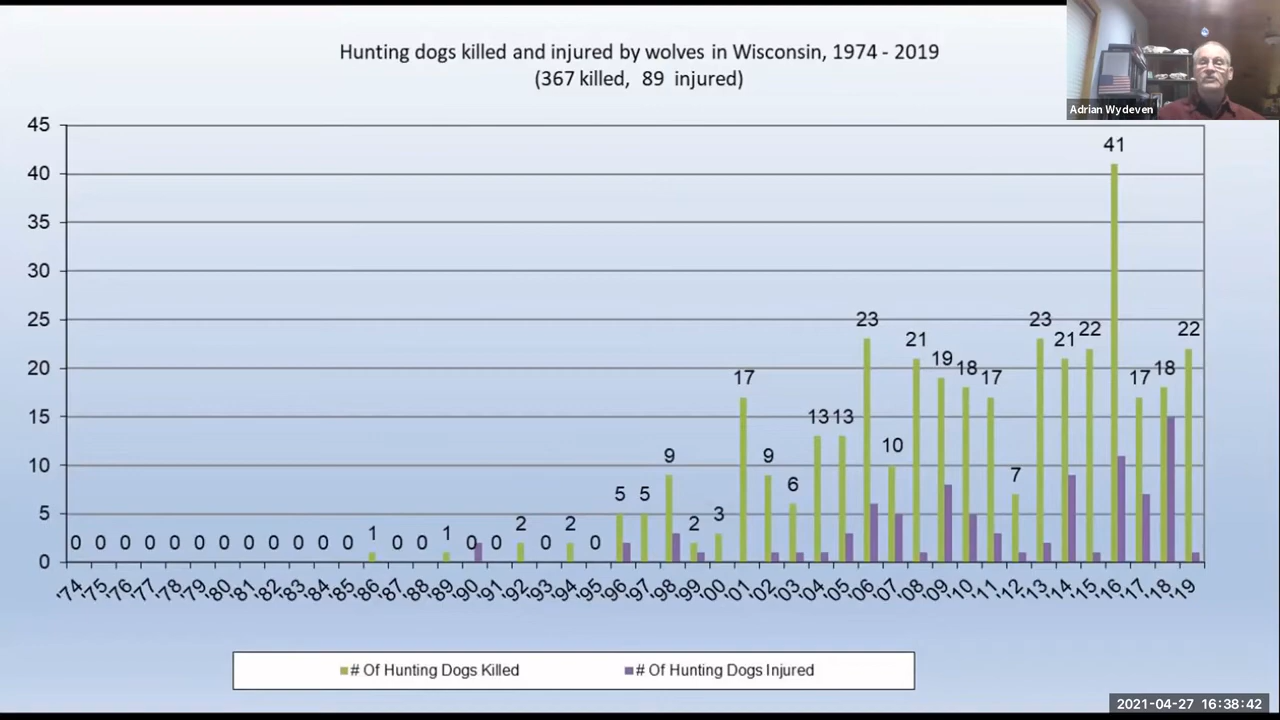 Hunting dogs killed and injured by wolves in Wisconsin, 1974 - 2019
(367 killed, 89 injured)
Adrian Wydeven
45
40
35
30
25
20
15
10
5
0
0 0 0 0 0 0 0 0 0 0 0 0 1 0 0 1 0 0 2 0 2 0 5 5 9 2 3 17 9 6 13 13 23 10 21 19 18 17 7 23 21 22 41 17 18 22
'74 '75 '76 '77 '78 '79 '80 '81 '82 '83 '84 '85 '86 '87 '88 '89 '90 '91 '92 '93 '94 '95 '96 '97 '98 '99 '00 '01 '02 '03 '04 '05 '06 '07 '08 '09 '10 '11 '12 '13 '14 '15 '16 '17 '18 '19
# Of Hunting Dogs Killed # Of Hunting Dogs Injured
2021-04-27 16:38:42